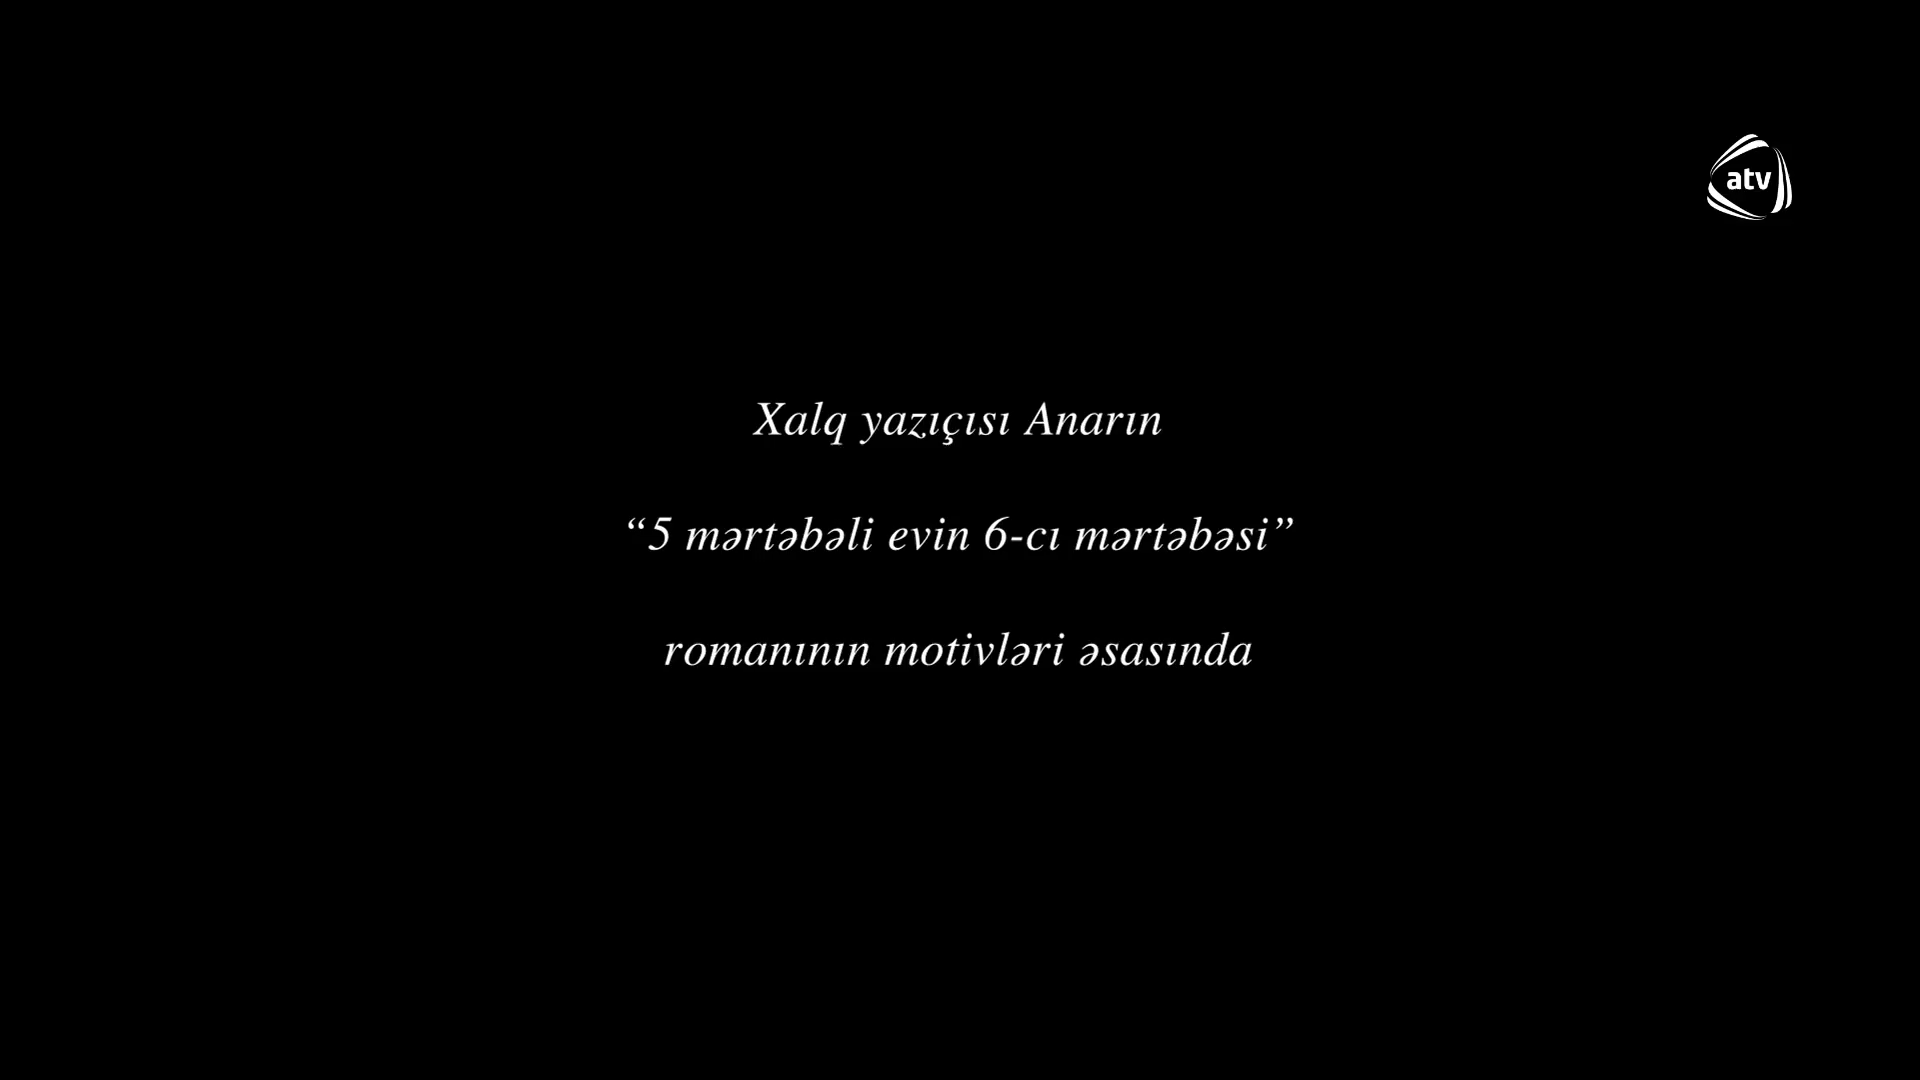 atv
Xalq yazıçısı Anarın
“5 mərtəbəli evin 6-cı mərtəbəsi”
romanının motivləri əsasında